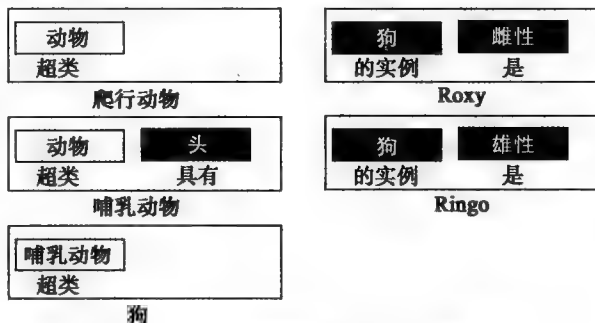 动物
超类
爬行动物
动物 头
超类 具有
哺乳动物
哺乳动物
超类
狗
狗 雌性
的实例 是
Roxy
狗 雄性
的实例 是
Ringo